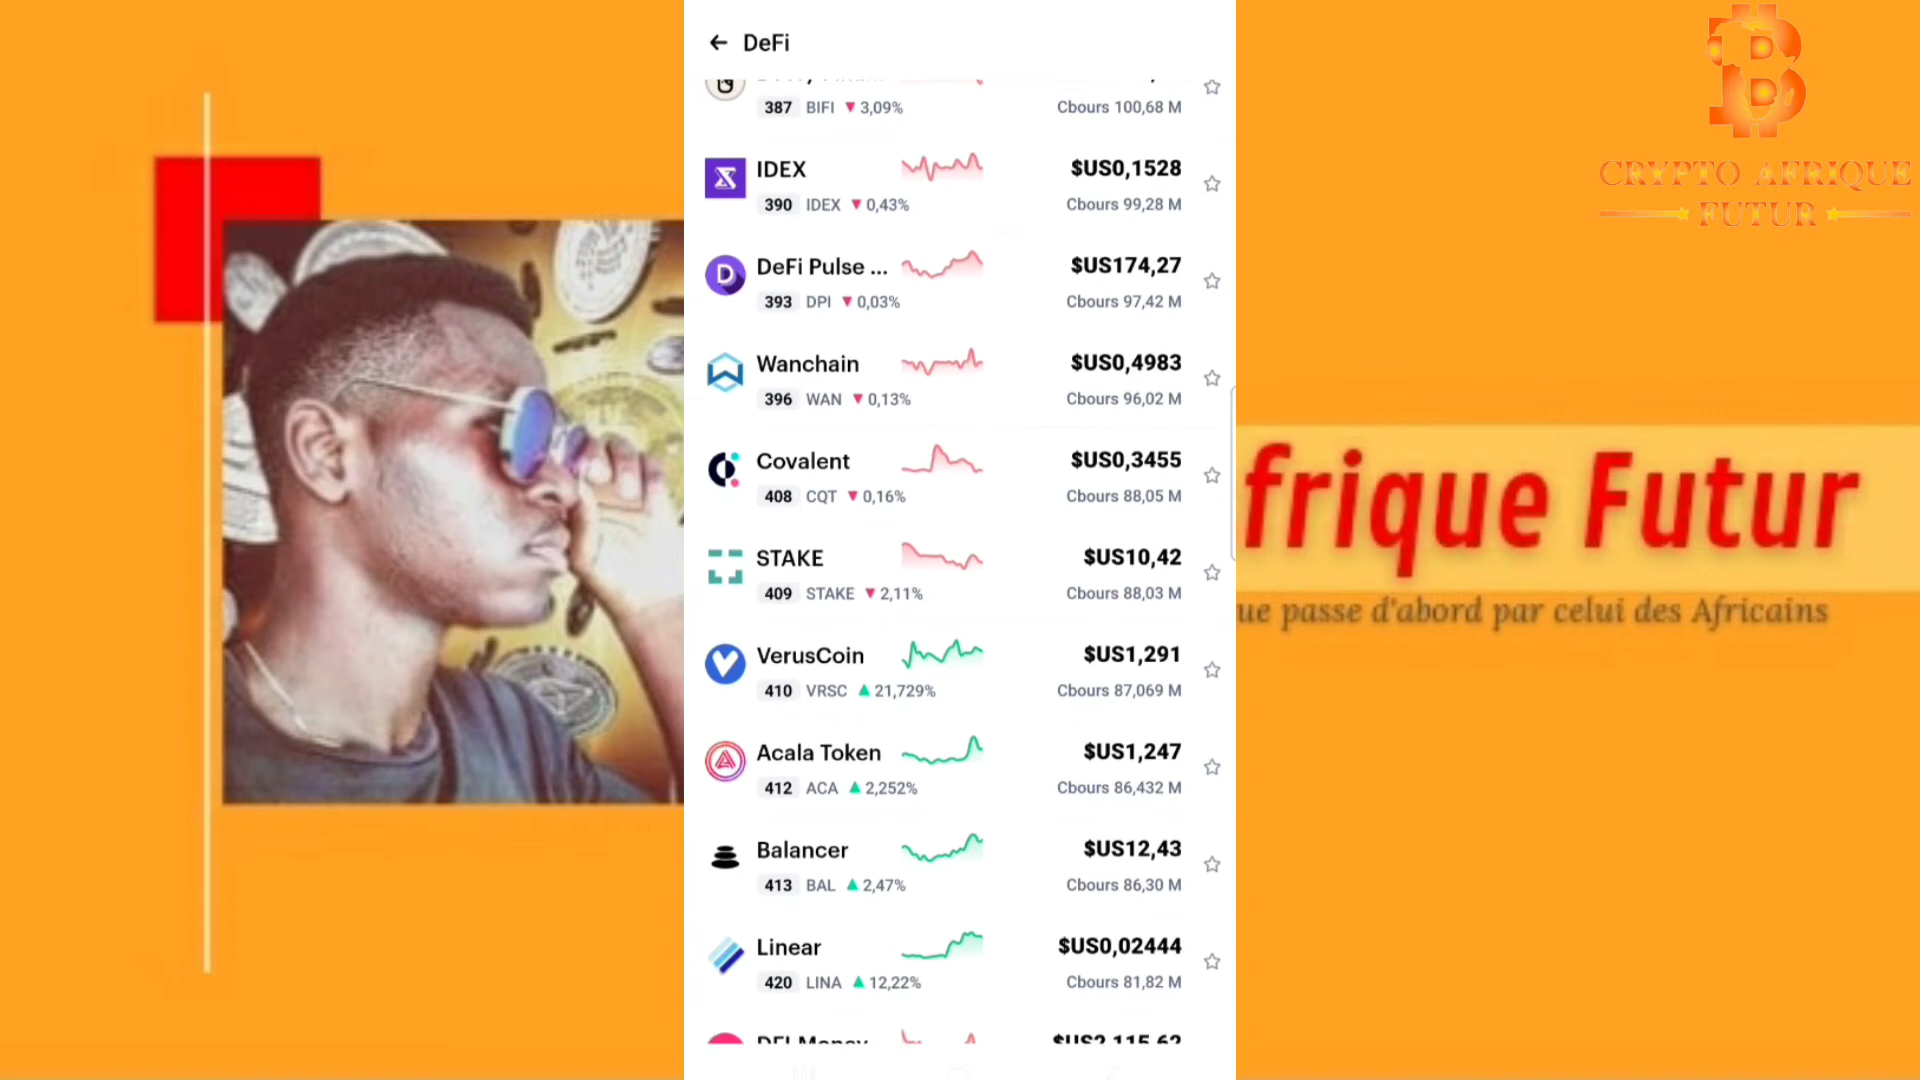 DeFi
387 BIFI ▼ 3,09% Cbours 100,68 M
IDEX $US0,1528
390 IDEX ▼ 0,43% Cbours 99,28 M
DeFi Pulse ... $US174,27
393 DPI ▼ 0,03% Cbours 97,42 M
Wanchain $US0,4983
396 WAN ▼ 0,13% Cbours 96,02 M
Covalent $US0,3455
408 CQT ▼ 0,16% Cbours 88,05 M
STAKE $US10,42
409 STAKE ▼ 2,11% Cbours 88,03 M
VerusCoin $US1,291
410 VRSC ▲ 21,729% Cbours 87,069 M
Acala Token $US1,247
412 ACA ▲ 2,252% Cbours 86,432 M
Balancer $US12,43
413 BAL ▲ 2,47% Cbours 86,30 M
Linear $US0,02444
420 LINA ▲ 12,22% Cbours 81,82 M
DFI.Money $US2 115,62
CRYPTO AFRIQUE
FUTUR
frique Futur
ue passe d'abord par celui des Africains